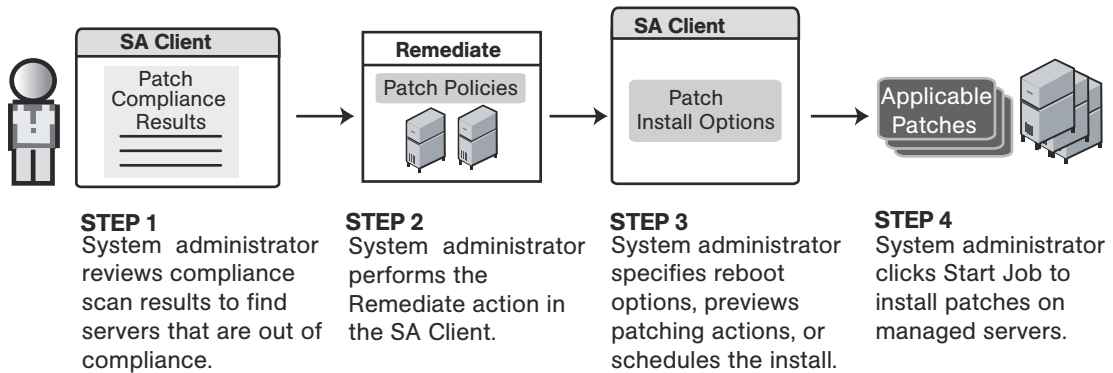 SA Client
Patch
Compliance
Results
Remediate
Patch Policies
SA Client
Patch
Install Options
Applicable
Patches
STEP 1
System administrator
reviews compliance
scan results to find
servers that are out of
compliance.
STEP 2
System administrator
performs the
Remediate action in
the SA Client.
STEP 3
System administrator
specifies reboot
options, previews
patching actions, or
schedules the install.
STEP 4
System administrator
clicks Start Job to
install patches on
managed servers.